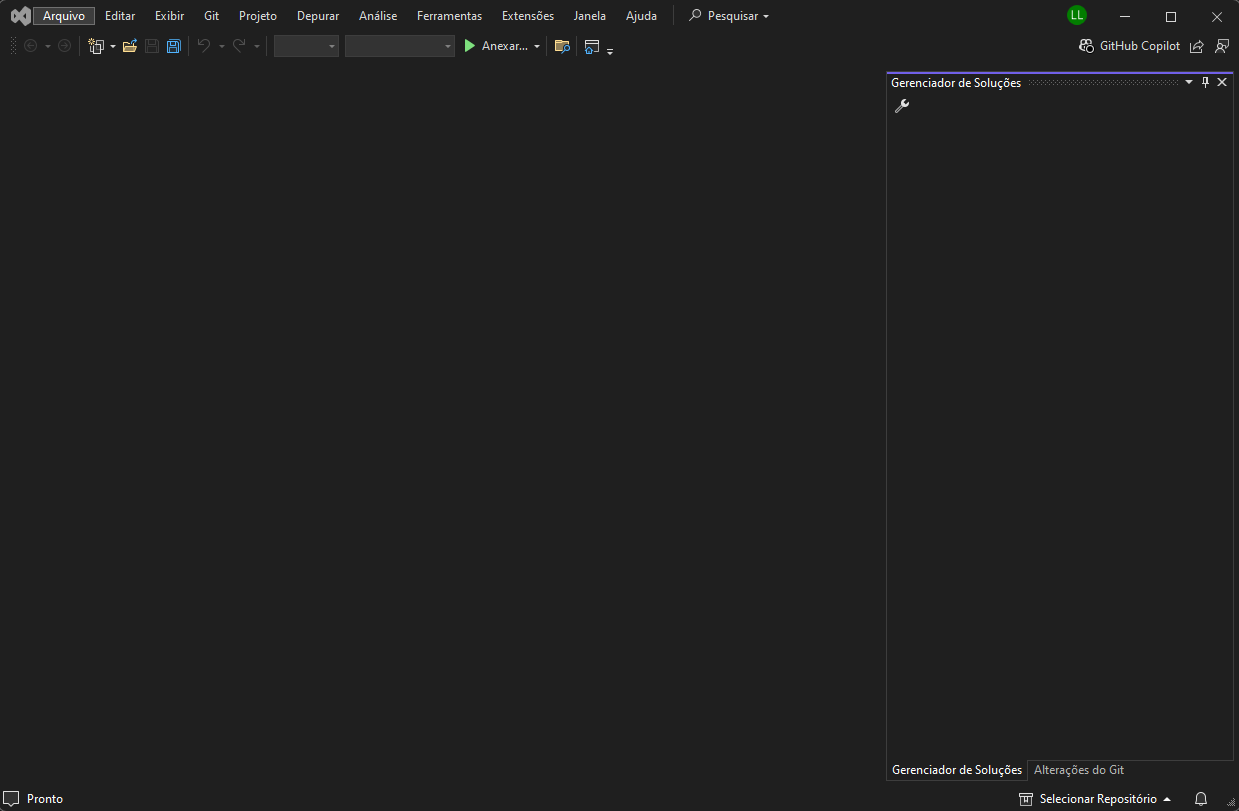 Arquivo Editar Exibir Git Projeto Depurar Análise Ferramentas Extensões Janela Ajuda Pesquisar LL
Anexar... GitHub Copilot
Gerenciador de Soluções
Gerenciador de Soluções Alterações do Git
Pronto Selecionar Repositório